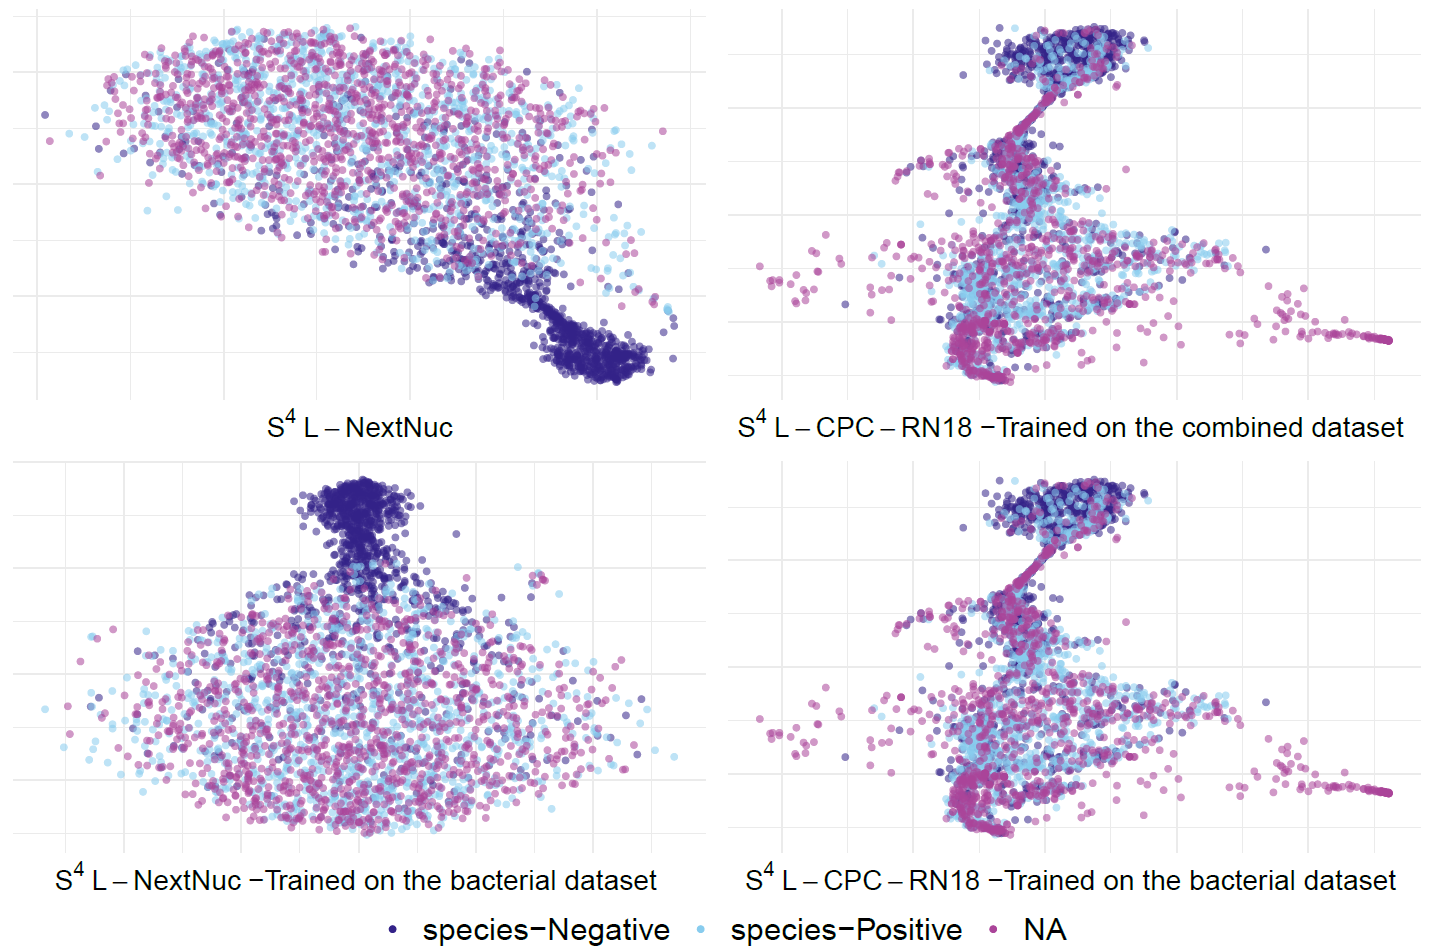 S⁴ L – NextNuc
S⁴ L – CPC – RN18 −Trained on the combined dataset
S⁴ L – NextNuc −Trained on the bacterial dataset
S⁴ L – CPC – RN18 −Trained on the bacterial dataset
species−Negative species−Positive NA